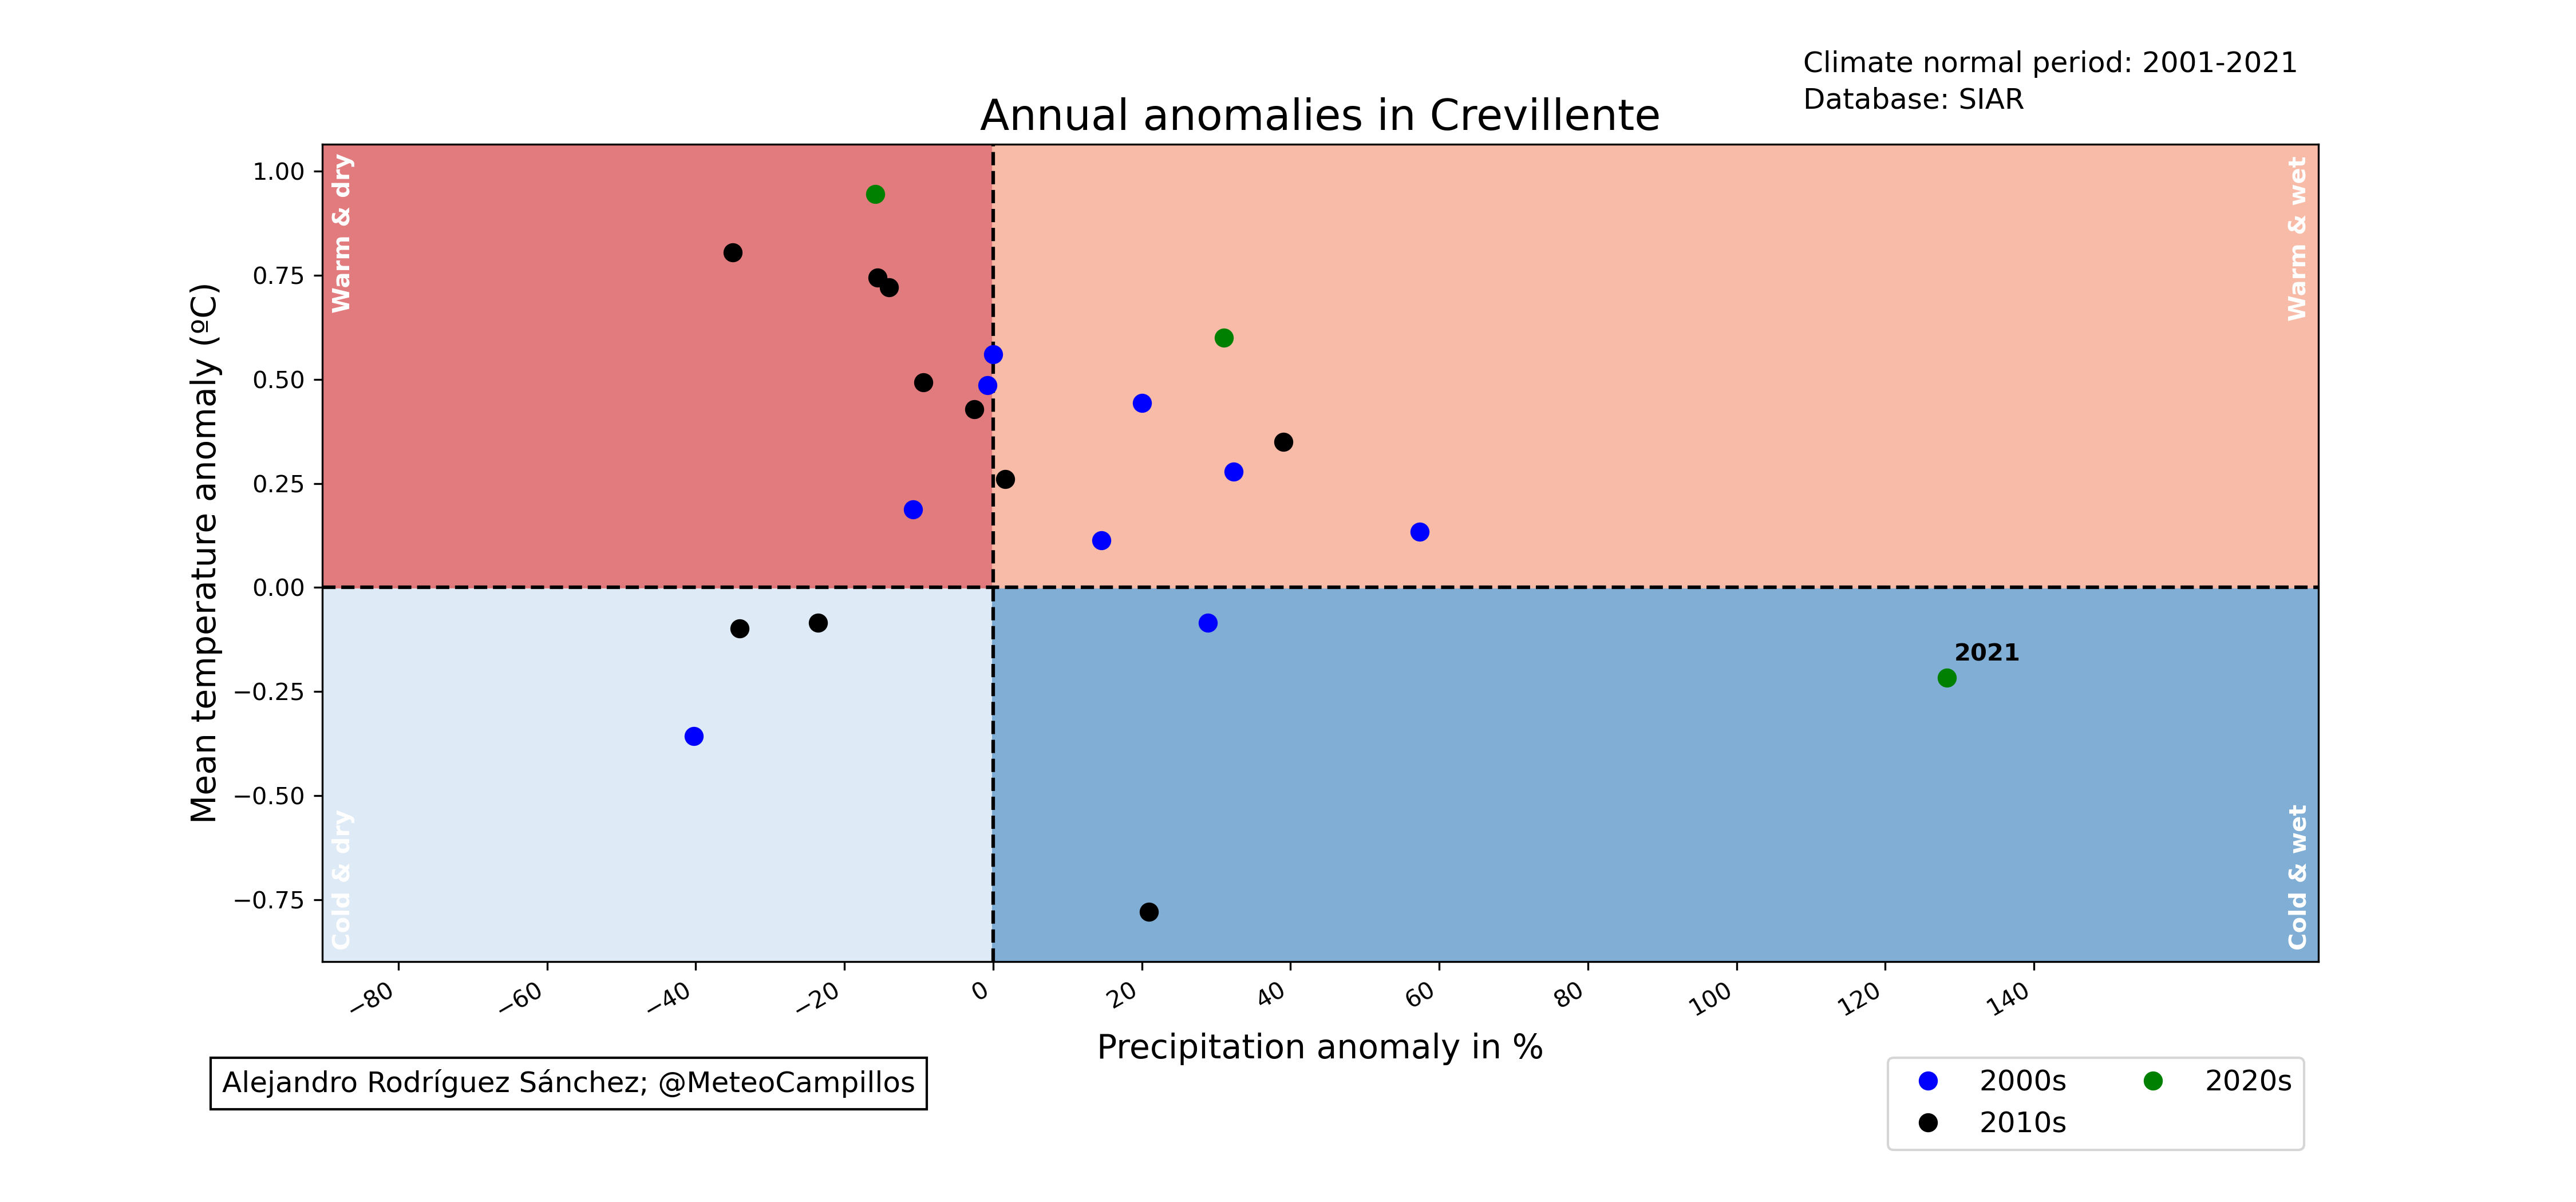 Climate normal period: 2001-2021
Database: SIAR
Annual anomalies in Crevillente
Warm & dry
Warm & wet
Mean temperature anomaly (ºC)
1.00
0.75
0.50
0.25
0.00
−0.25
−0.50
−0.75
2021
Cold & dry
Cold & wet
−80
−60
−40
−20
0
20
40
60
80
100
120
140
Precipitation anomaly in %
Alejandro Rodríguez Sánchez; @MeteoCampillos
2000s
2010s
2020s